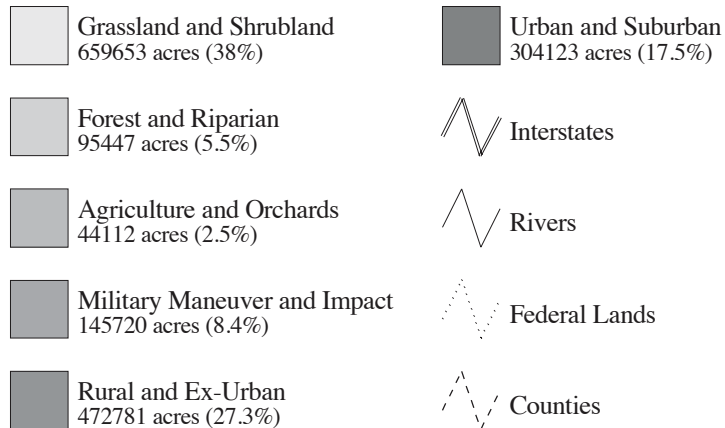 Grassland and Shrubland
659653 acres (38%)
Forest and Riparian
95447 acres (5.5%)
Agriculture and Orchards
44112 acres (2.5%)
Military Maneuver and Impact
145720 acres (8.4%)
Rural and Ex-Urban
472781 acres (27.3%)
Urban and Suburban
304123 acres (17.5%)
Interstates
Rivers
Federal Lands
Counties